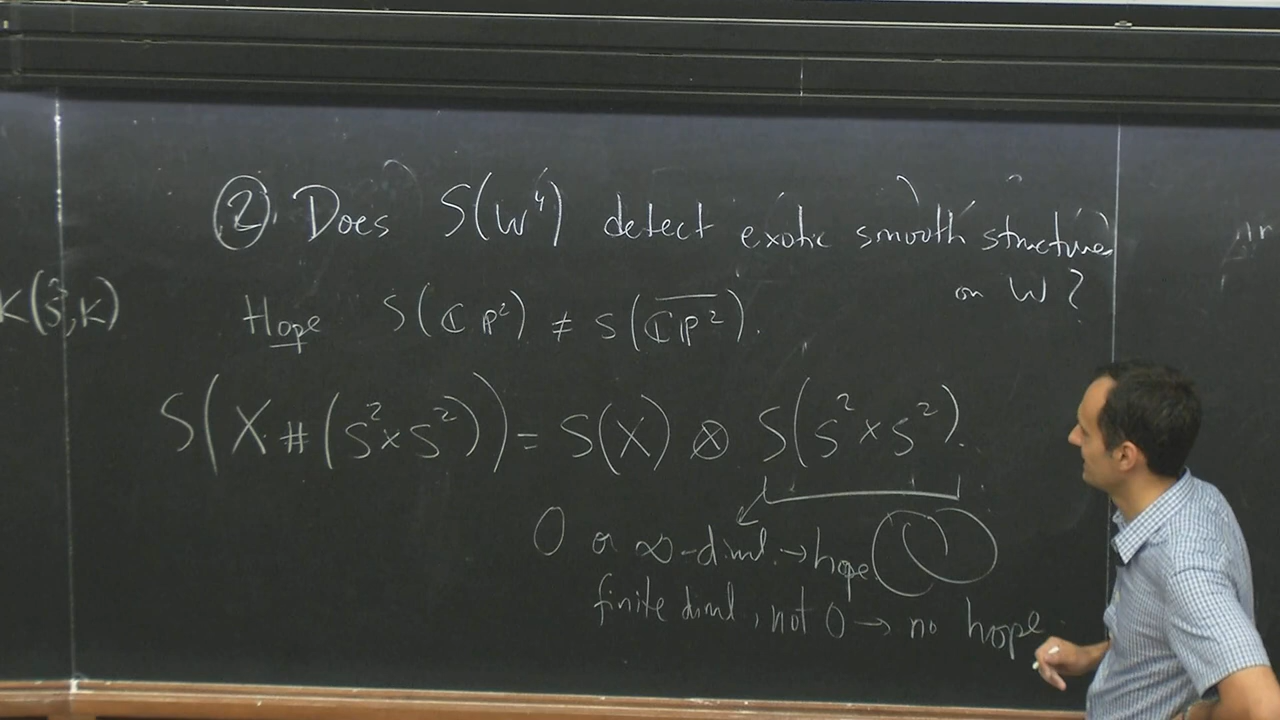 ② Does S(W⁴) detect exotic smooth structures
on W?
K(S³, K)
Hope S(ℂP²) ≠ S(\overline{ℂP²}).
S(X # (S²×S²)) = S(X) ⊗ S(S²×S²).
0 or ∞-diml. → hope
finite diml, not 0 → no hope